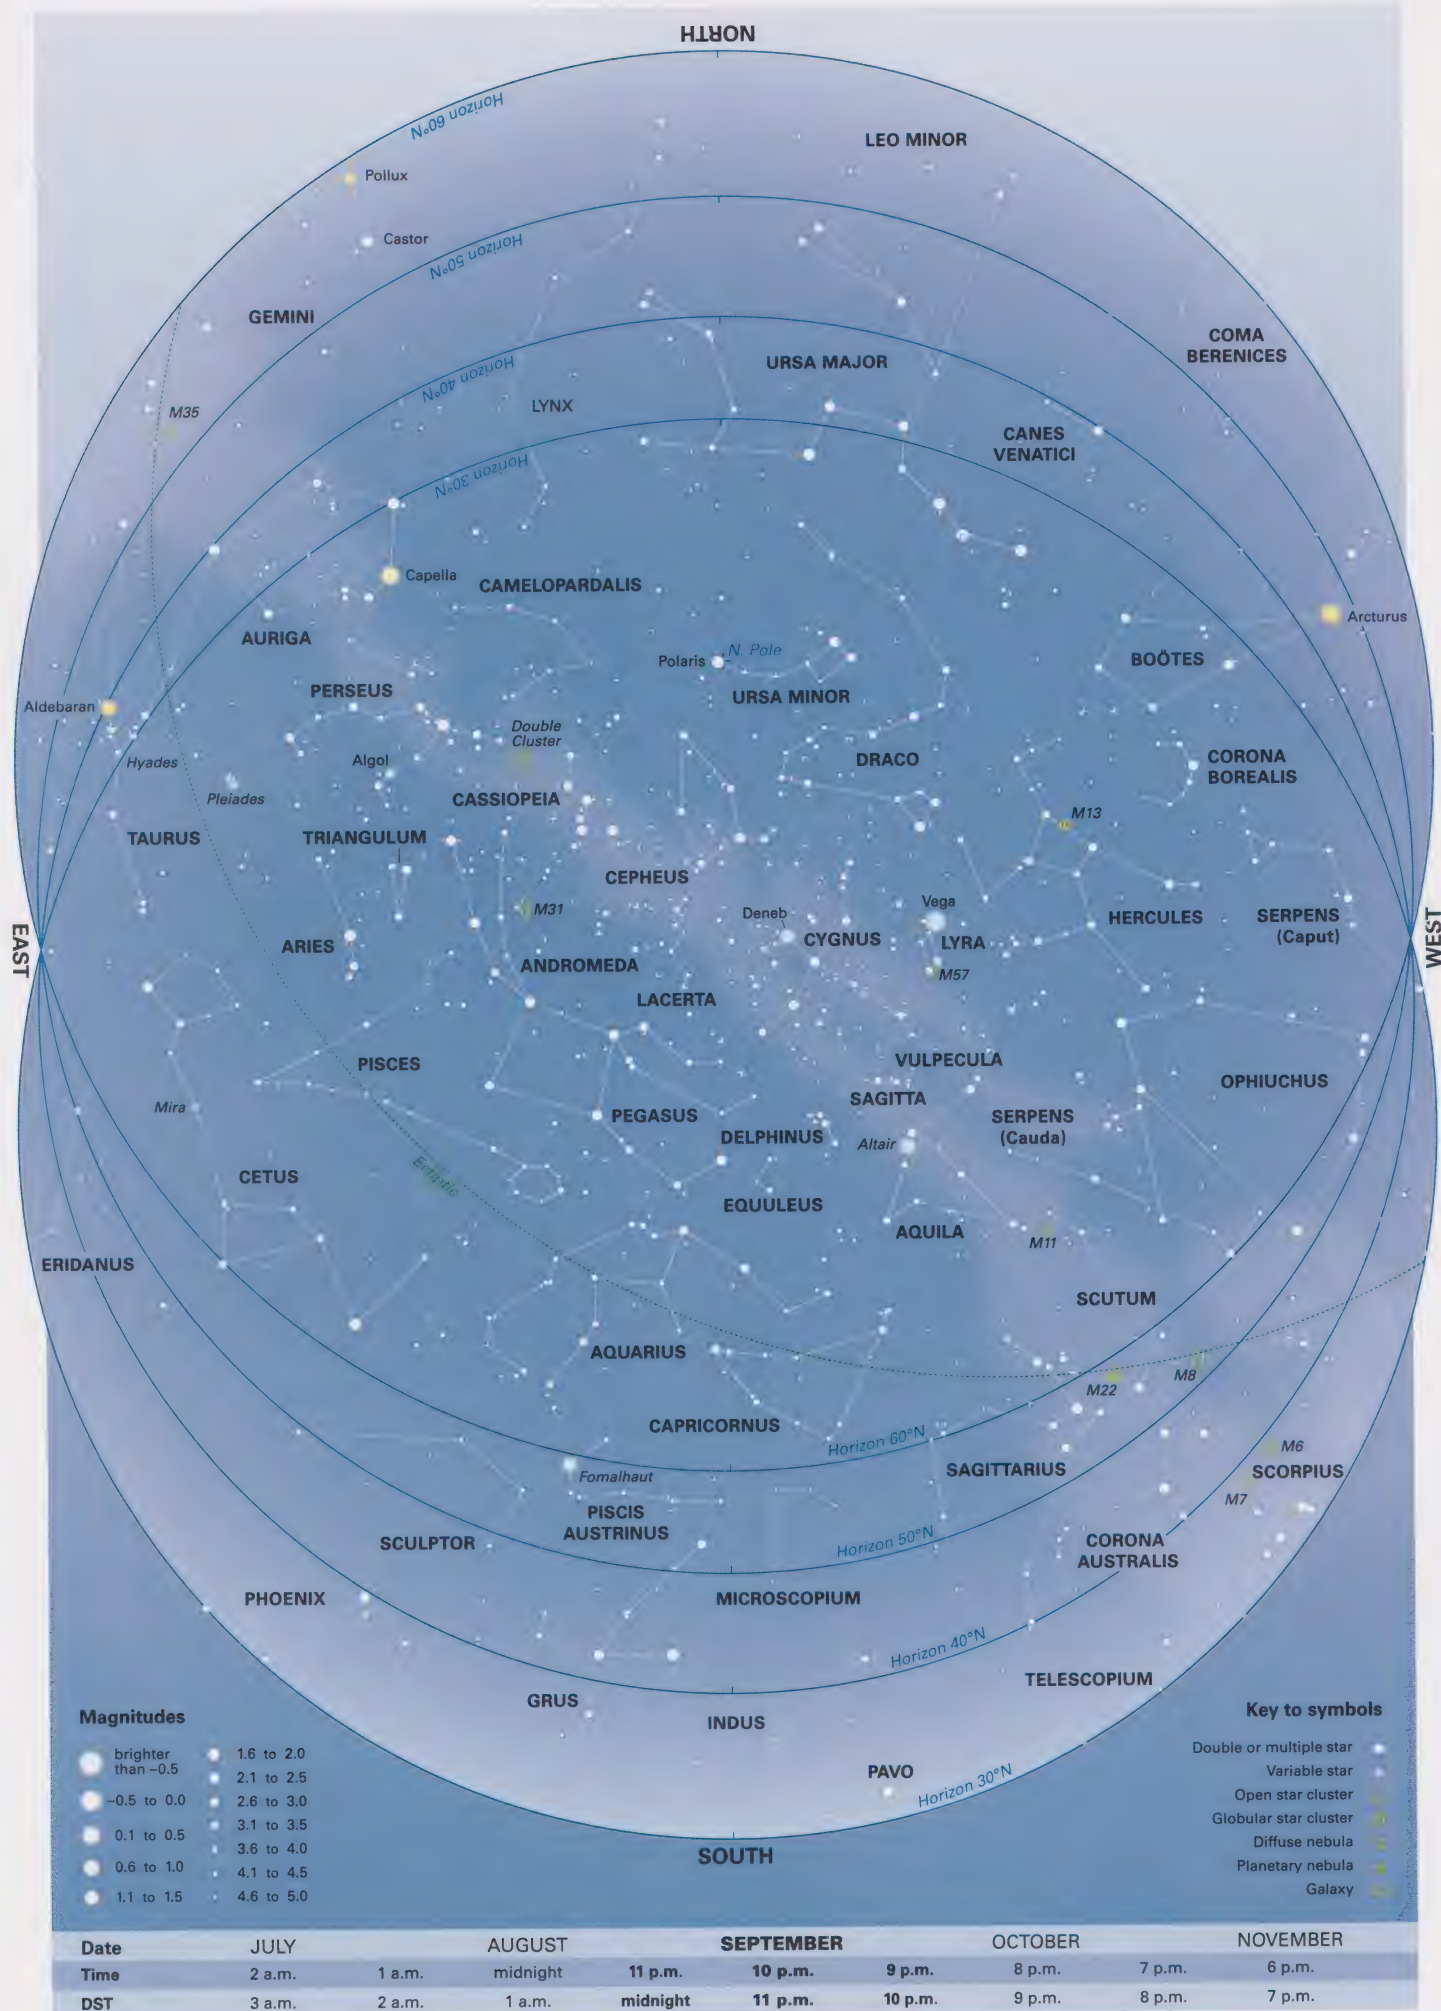 NORTH
Horizon 60°N
LEO MINOR
Pollux
Castor
Horizon 50°N
GEMINI
COMA
BERENICES
Horizon 40°N
URSA MAJOR
LYNX
M35
CANES
VENATICI
Horizon 30°N
Capella
CAMELOPARDALIS
Arcturus
AURIGA
N. Pole
Polaris
BOÖTES
PERSEUS
URSA MINOR
Aldebaran
Double
Cluster
Hyades
Algol
DRACO
CORONA
BOREALIS
Pleiades
CASSIOPEIA
M13
TAURUS
TRIANGULUM
CEPHEUS
Vega
M31
Deneb
HERCULES
SERPENS
(Caput)
EAST
WEST
ARIES
CYGNUS
LYRA
ANDROMEDA
M57
LACERTA
PISCES
VULPECULA
OPHIUCHUS
Mira
SAGITTA
PEGASUS
SERPENS
(Cauda)
DELPHINUS
Altair
CETUS
Ecliptic
EQUULEUS
AQUILA
M11
ERIDANUS
SCUTUM
AQUARIUS
M8
M22
CAPRICORNUS
Horizon 60°N
M6
Fomalhaut
SAGITTARIUS
SCORPIUS
M7
PISCIS
AUSTRINUS
SCULPTOR
Horizon 50°N
CORONA
AUSTRALIS
PHOENIX
MICROSCOPIUM
Horizon 40°N
TELESCOPIUM
GRUS
INDUS
PAVO
Horizon 30°N
SOUTH
Magnitudes
brighter
than –0.5
–0.5 to 0.0
0.1 to 0.5
0.6 to 1.0
1.1 to 1.5
1.6 to 2.0
2.1 to 2.5
2.6 to 3.0
3.1 to 3.5
3.6 to 4.0
4.1 to 4.5
4.6 to 5.0
Key to symbols
Double or multiple star
Variable star
Open star cluster
Globular star cluster
Diffuse nebula
Planetary nebula
Galaxy
Date JULY AUGUST SEPTEMBER OCTOBER NOVEMBER
Time 2 a.m. 1 a.m. midnight 11 p.m. 10 p.m. 9 p.m. 8 p.m. 7 p.m. 6 p.m.
DST 3 a.m. 2 a.m. 1 a.m. midnight 11 p.m. 10 p.m. 9 p.m. 8 p.m. 7 p.m.